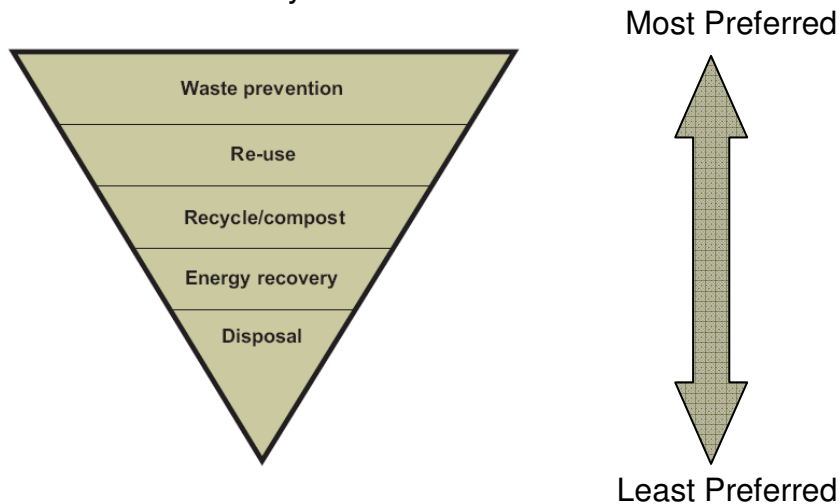 Most Preferred
Waste prevention
Re-use
Recycle/compost
Energy recovery
Disposal
Least Preferred